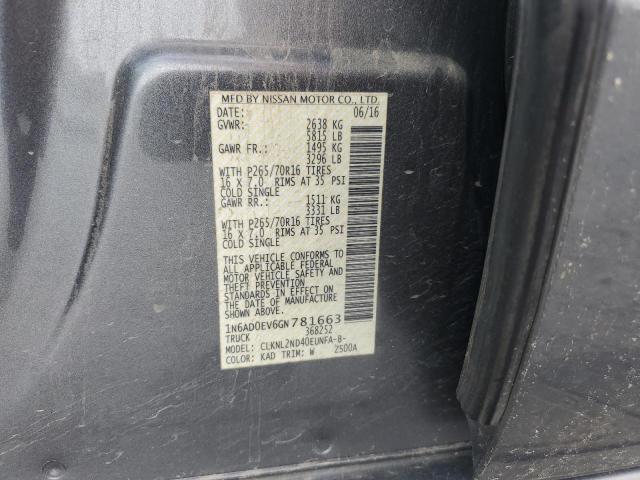 MFD BY NISSAN MOTOR CO., LTD.
DATE: 06/16
GVWR: 2638 KG
5815 LB
GAWR FR.: 1495 KG
3296 LB
WITH P265/70R16 TIRES
16 X 7.0 RIMS AT 35 PSI
COLD SINGLE
GAWR RR.: 1511 KG
3331 LB
WITH P265/70R16 TIRES
16 X 7.0 RIMS AT 35 PSI
COLD SINGLE
THIS VEHICLE CONFORMS TO
ALL APPLICABLE FEDERAL
MOTOR VEHICLE SAFETY AND
THEFT PREVENTION
STANDARDS IN EFFECT ON
THE DATE OF MANUFACTURE
SHOWN ABOVE
1N6AD0EV6GN781663
TRUCK 368252
MODEL: CLKNL2ND40EUNFA-B-
COLOR: KAD TRIM: W 2500A